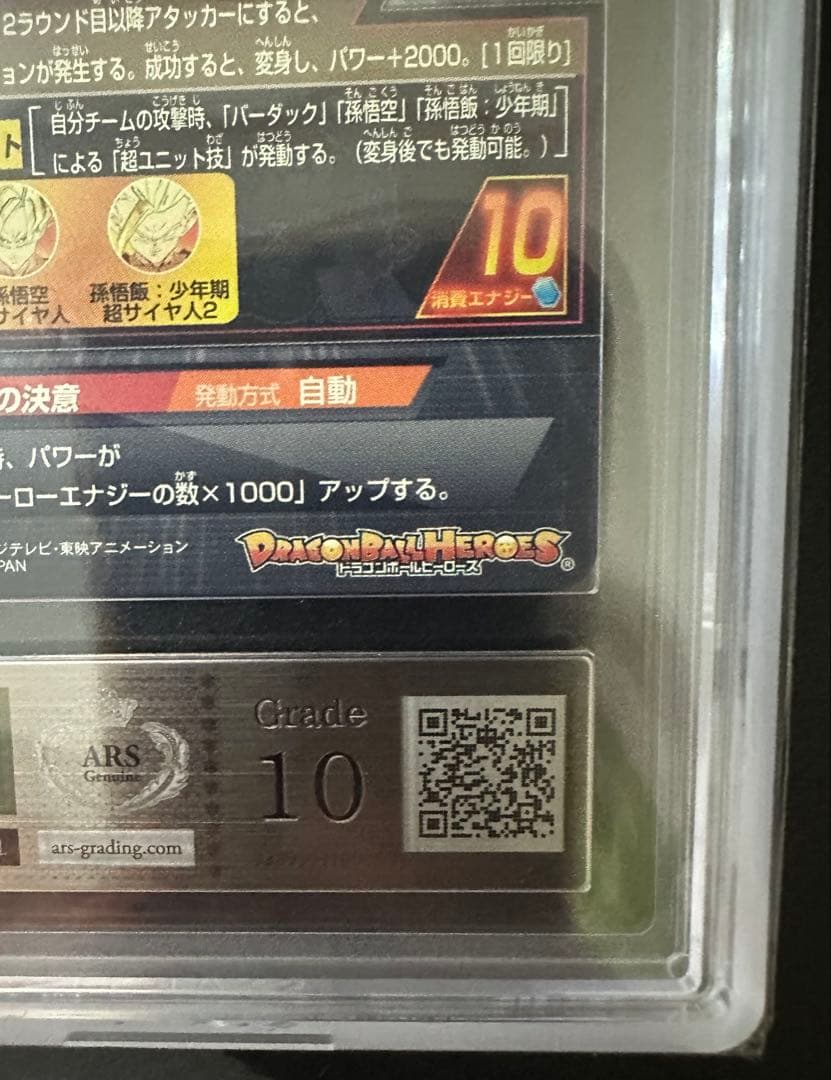 2ラウンド目以降アタッカーにすると、
ョンが発生する。成功すると、変身し、パワー+2000。[1回限り]
ト
自分チームの攻撃時、「バーダック」「孫悟空」「孫悟飯:少年期」
による「超ユニット技」が発動する。(変身後でも発動可能。)
孫悟空
サイヤ人
孫悟飯:少年期
超サイヤ人2
10
消費エナジー
の決意
発動方式 自動
、パワーが
ーローエナジーの数×1000」アップする。
ジテレビ・東映アニメーション
PAN
DRAGONBALL HEROES
ドラゴンボールヒーローズ
®
ARS
Genuine
ars-grading.com
Grade
10